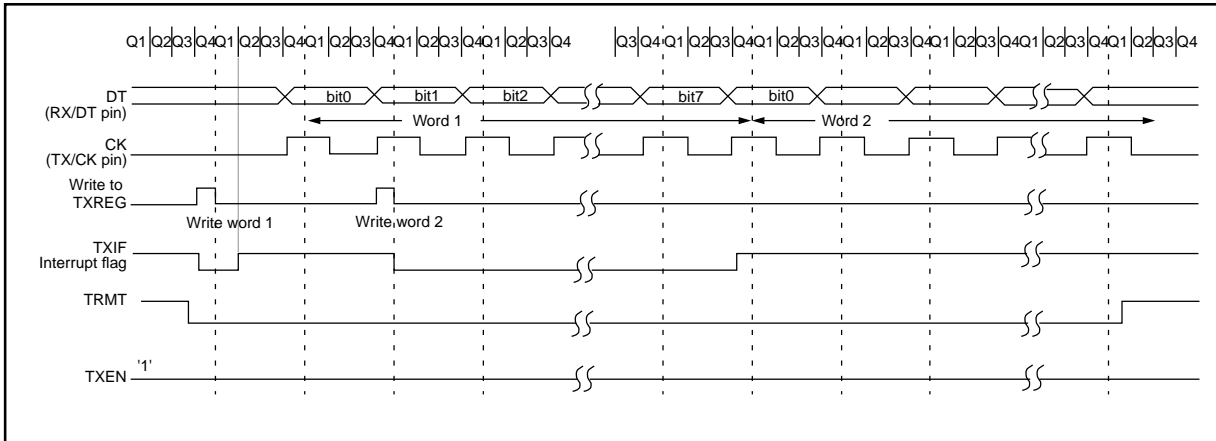 Q1 Q2 Q3 Q4 Q1 Q2 Q3 Q4 Q1 Q2 Q3 Q4 Q1 Q2 Q3 Q4 Q1 Q2 Q3 Q4 Q3 Q4 Q1 Q2 Q3 Q4 Q1 Q2 Q3 Q4 Q1 Q2 Q3 Q4 Q1 Q2 Q3 Q4 Q1 Q2 Q3 Q4 Q1 Q2 Q3 Q4
DT bit0 bit1 bit2 bit7 bit0
(RX/DT pin)
Word 1 Word 2
CK
(TX/CK pin)
Write to
TXREG
Write word 1 Write word 2
TXIF
Interrupt flag
TRMT
'1'
TXEN